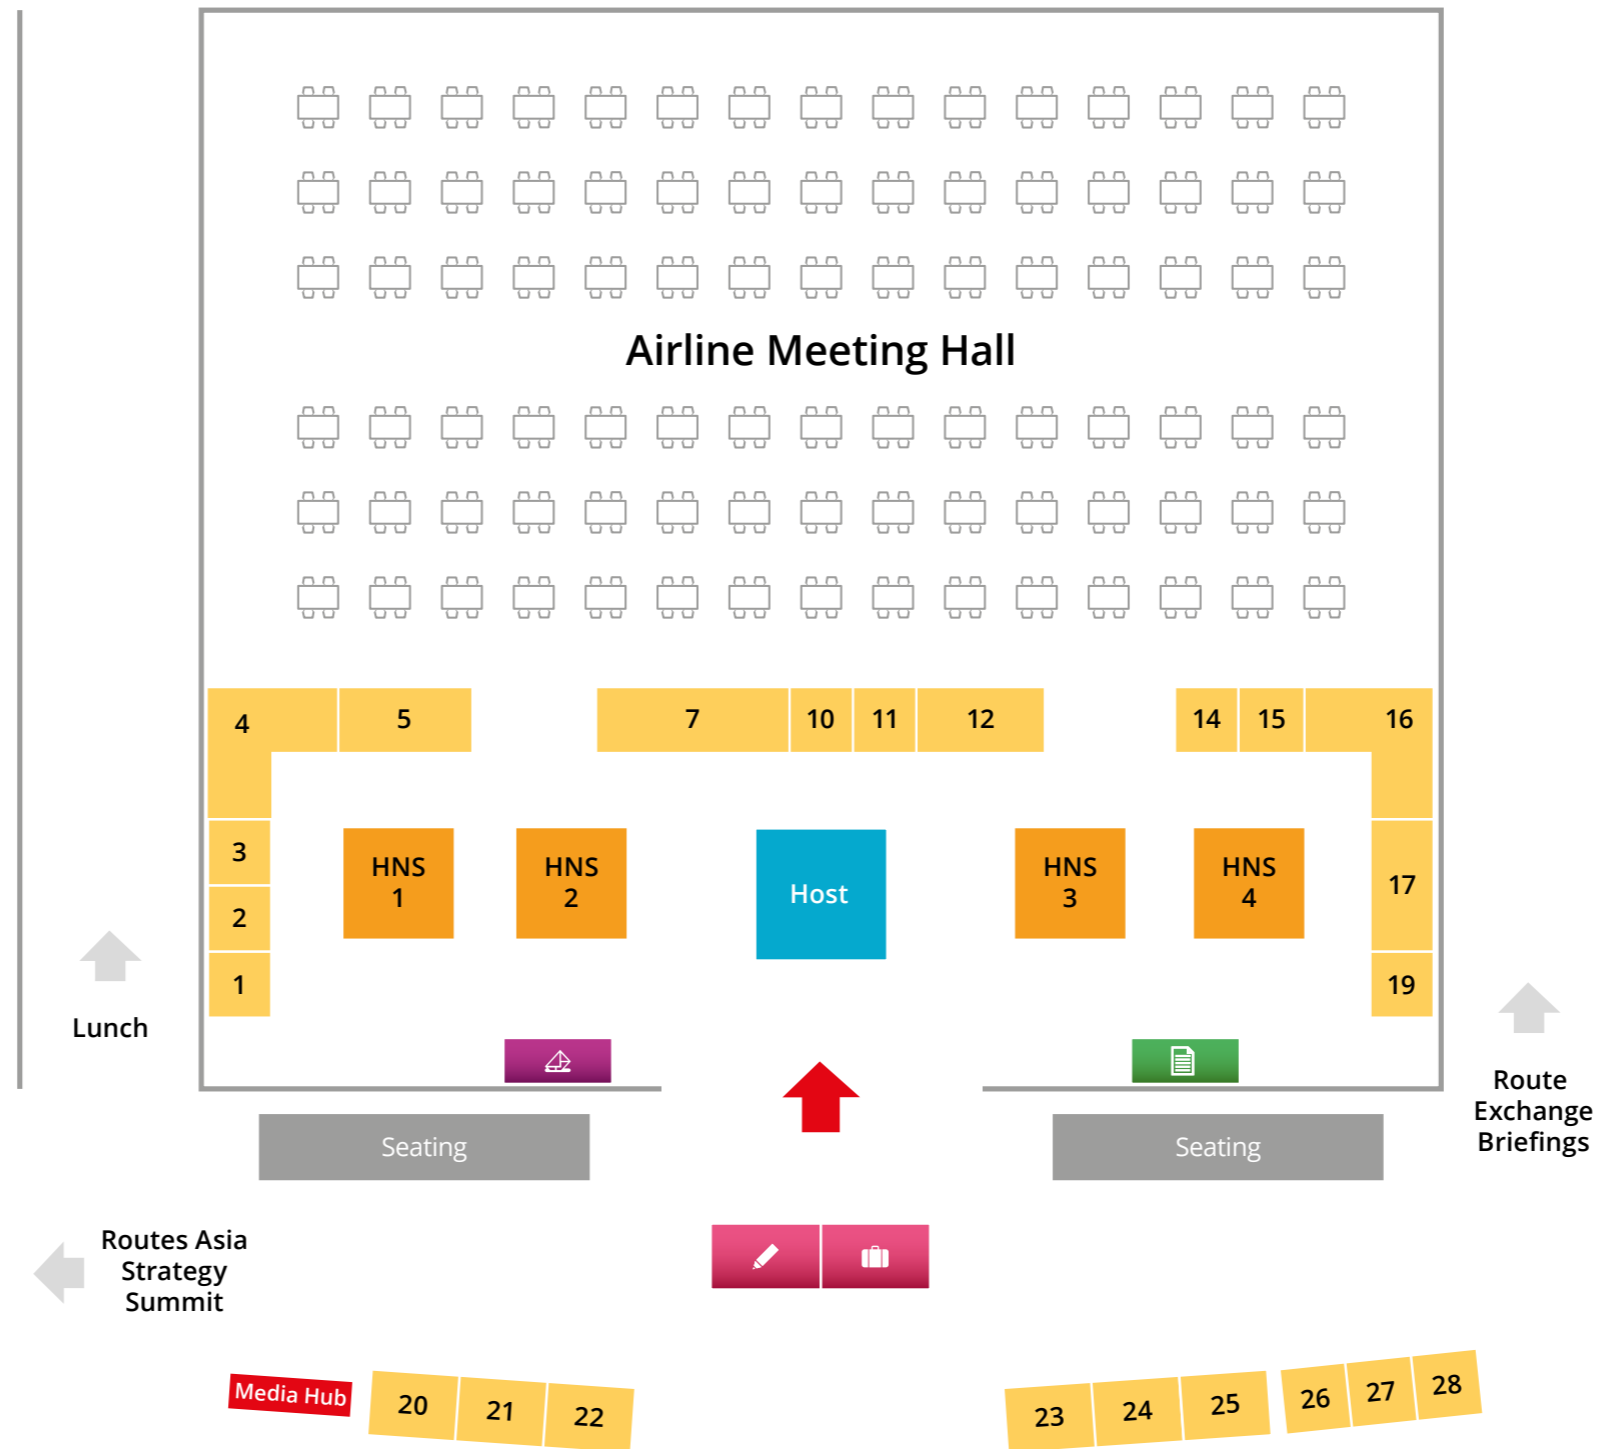 Airline Meeting Hall
4
5
7
10
11
12
14
15
16
3
2
1
HNS
1
HNS
2
Host
HNS
3
HNS
4
17
19
Lunch
Route
Exchange
Briefings
Seating
Seating
Routes Asia
Strategy
Summit
Media Hub
20
21
22
23
24
25
26
27
28